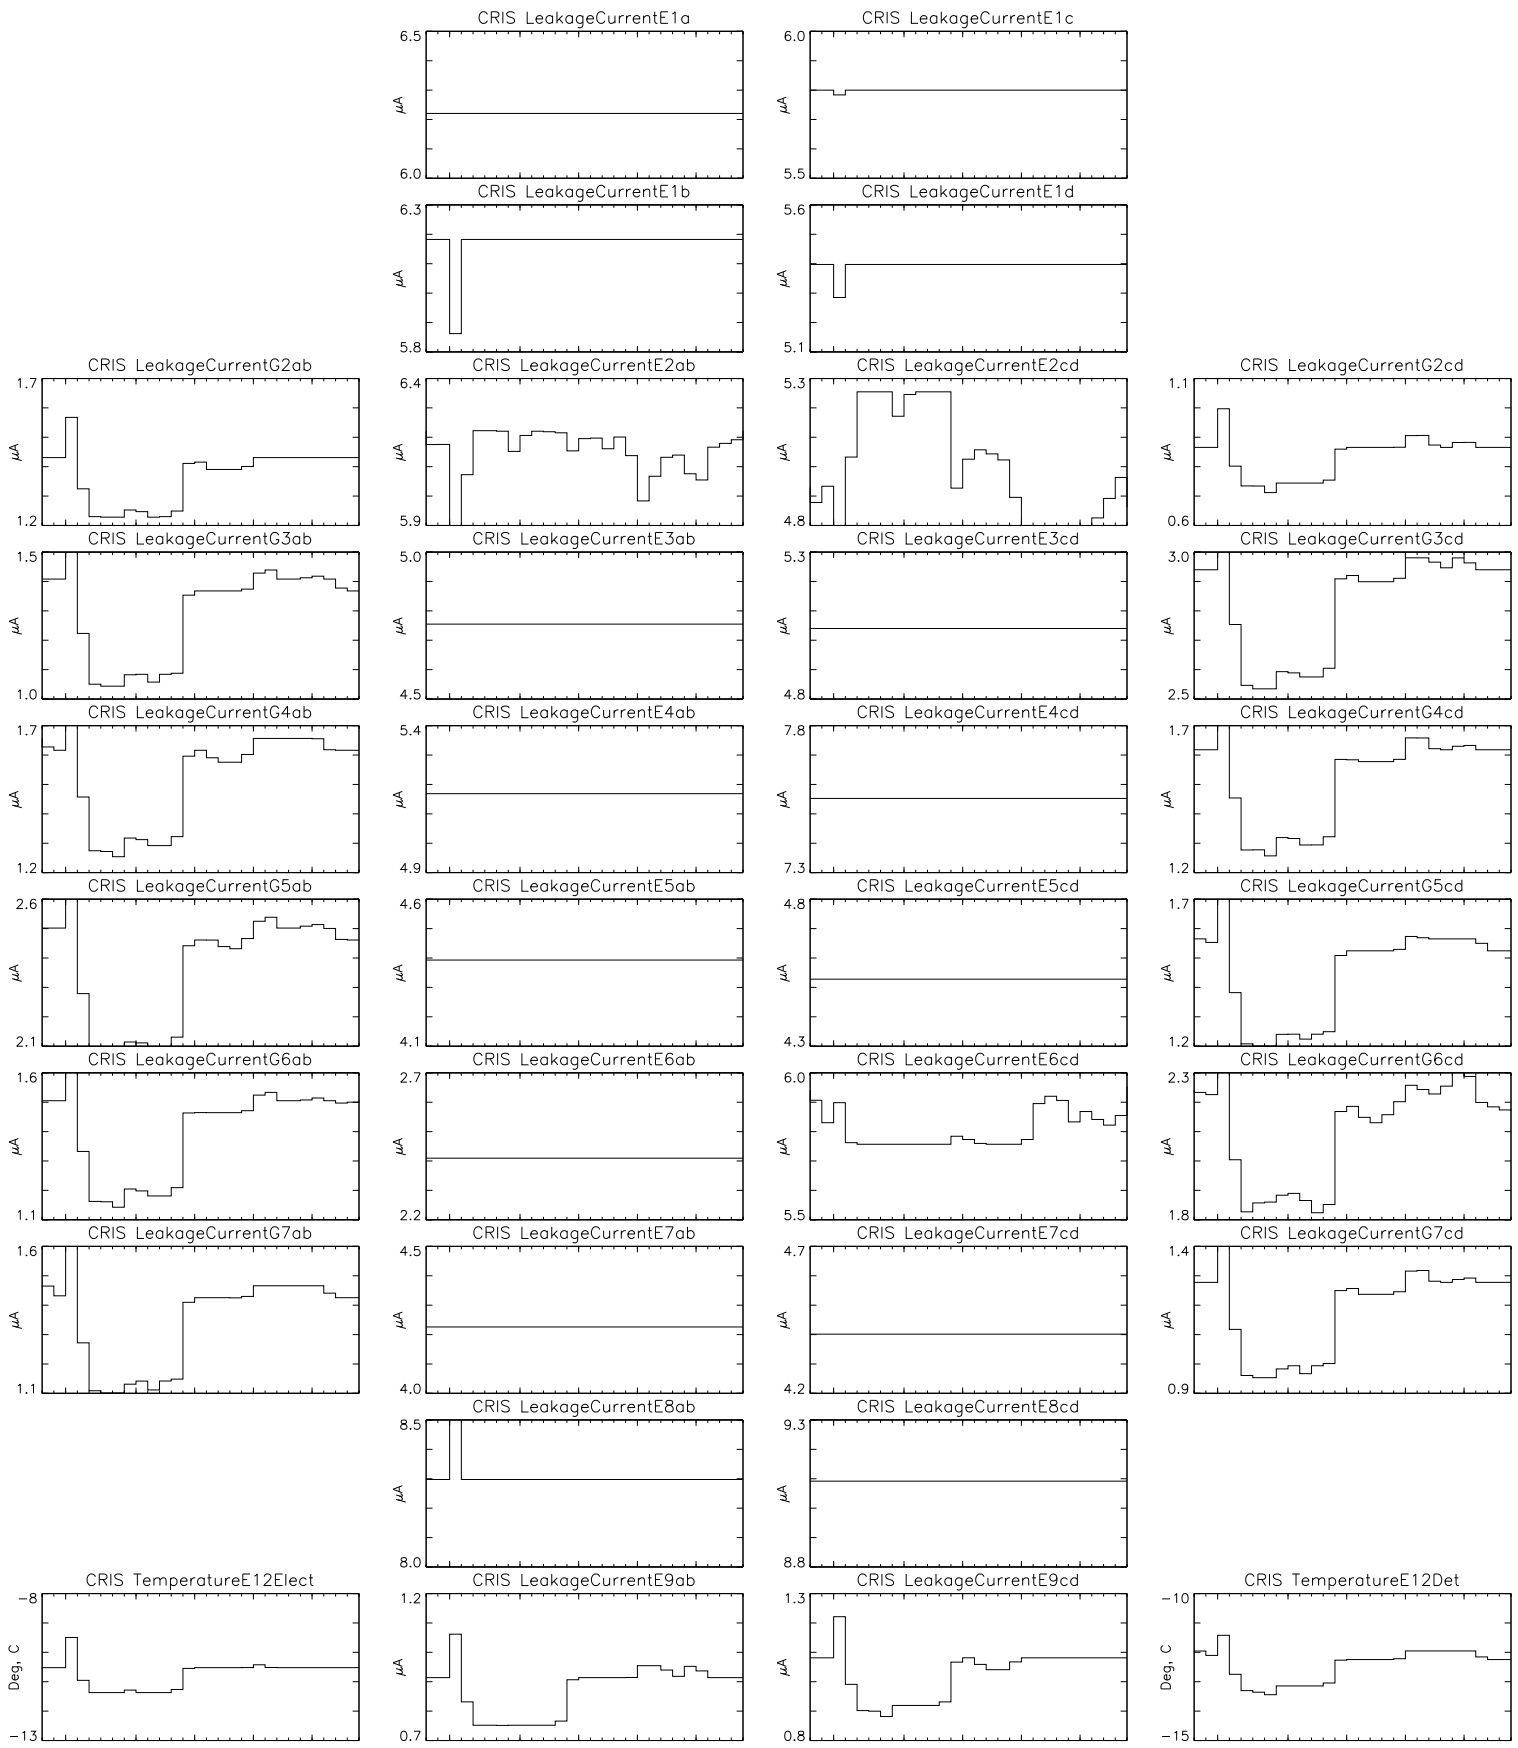 CRIS LeakageCurrentE1a
CRIS LeakageCurrentE1c
6.5
μA
6.0
6.0
μA
5.5
CRIS LeakageCurrentE1b
CRIS LeakageCurrentE1d
6.3
μA
5.8
5.6
μA
5.1
CRIS LeakageCurrentG2ab
CRIS LeakageCurrentE2ab
CRIS LeakageCurrentE2cd
CRIS LeakageCurrentG2cd
1.7
μA
1.2
6.4
μA
5.9
5.3
μA
4.8
1.1
μA
0.6
CRIS LeakageCurrentG3ab
CRIS LeakageCurrentE3ab
CRIS LeakageCurrentE3cd
CRIS LeakageCurrentG3cd
1.5
μA
1.0
5.0
μA
4.5
5.3
μA
4.8
3.0
μA
2.5
CRIS LeakageCurrentG4ab
CRIS LeakageCurrentE4ab
CRIS LeakageCurrentE4cd
CRIS LeakageCurrentG4cd
1.7
μA
1.2
5.4
μA
4.9
7.8
μA
7.3
1.7
μA
1.2
CRIS LeakageCurrentG5ab
CRIS LeakageCurrentE5ab
CRIS LeakageCurrentE5cd
CRIS LeakageCurrentG5cd
2.6
μA
2.1
4.6
μA
4.1
4.8
μA
4.3
1.7
μA
1.2
CRIS LeakageCurrentG6ab
CRIS LeakageCurrentE6ab
CRIS LeakageCurrentE6cd
CRIS LeakageCurrentG6cd
1.6
μA
1.1
2.7
μA
2.2
6.0
μA
5.5
2.3
μA
1.8
CRIS LeakageCurrentG7ab
CRIS LeakageCurrentE7ab
CRIS LeakageCurrentE7cd
CRIS LeakageCurrentG7cd
1.6
μA
1.1
4.5
μA
4.0
4.7
μA
4.2
1.4
μA
0.9
CRIS LeakageCurrentE8ab
CRIS LeakageCurrentE8cd
8.5
μA
8.0
9.3
μA
8.8
CRIS TemperatureE12Elect
CRIS LeakageCurrentE9ab
CRIS LeakageCurrentE9cd
CRIS TemperatureE12Det
-8
Deg, C
-13
1.2
μA
0.7
1.3
μA
0.8
-10
Deg, C
-15